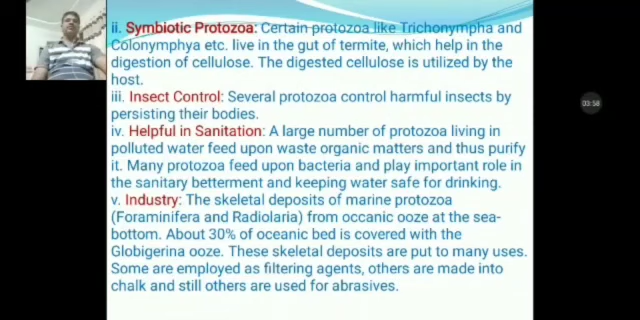 ii. Symbiotic Protozoa: Certain protozoa like Trichonympha and
Colonymphya etc. live in the gut of termite, which help in the
digestion of cellulose. The digested cellulose is utilized by the
host.
iii. Insect Control: Several protozoa control harmful insects by
persisting their bodies.
iv. Helpful in Sanitation: A large number of protozoa living in
polluted water feed upon waste organic matters and thus purify
it. Many protozoa feed upon bacteria and play important role in
the sanitary betterment and keeping water safe for drinking.
v. Industry: The skeletal deposits of marine protozoa
(Foraminifera and Radiolaria) from occanic ooze at the sea-
bottom. About 30% of oceanic bed is covered with the
Globigerina ooze. These skeletal deposits are put to many uses.
Some are employed as filtering agents, others are made into
chalk and still others are used for abrasives.
03:58